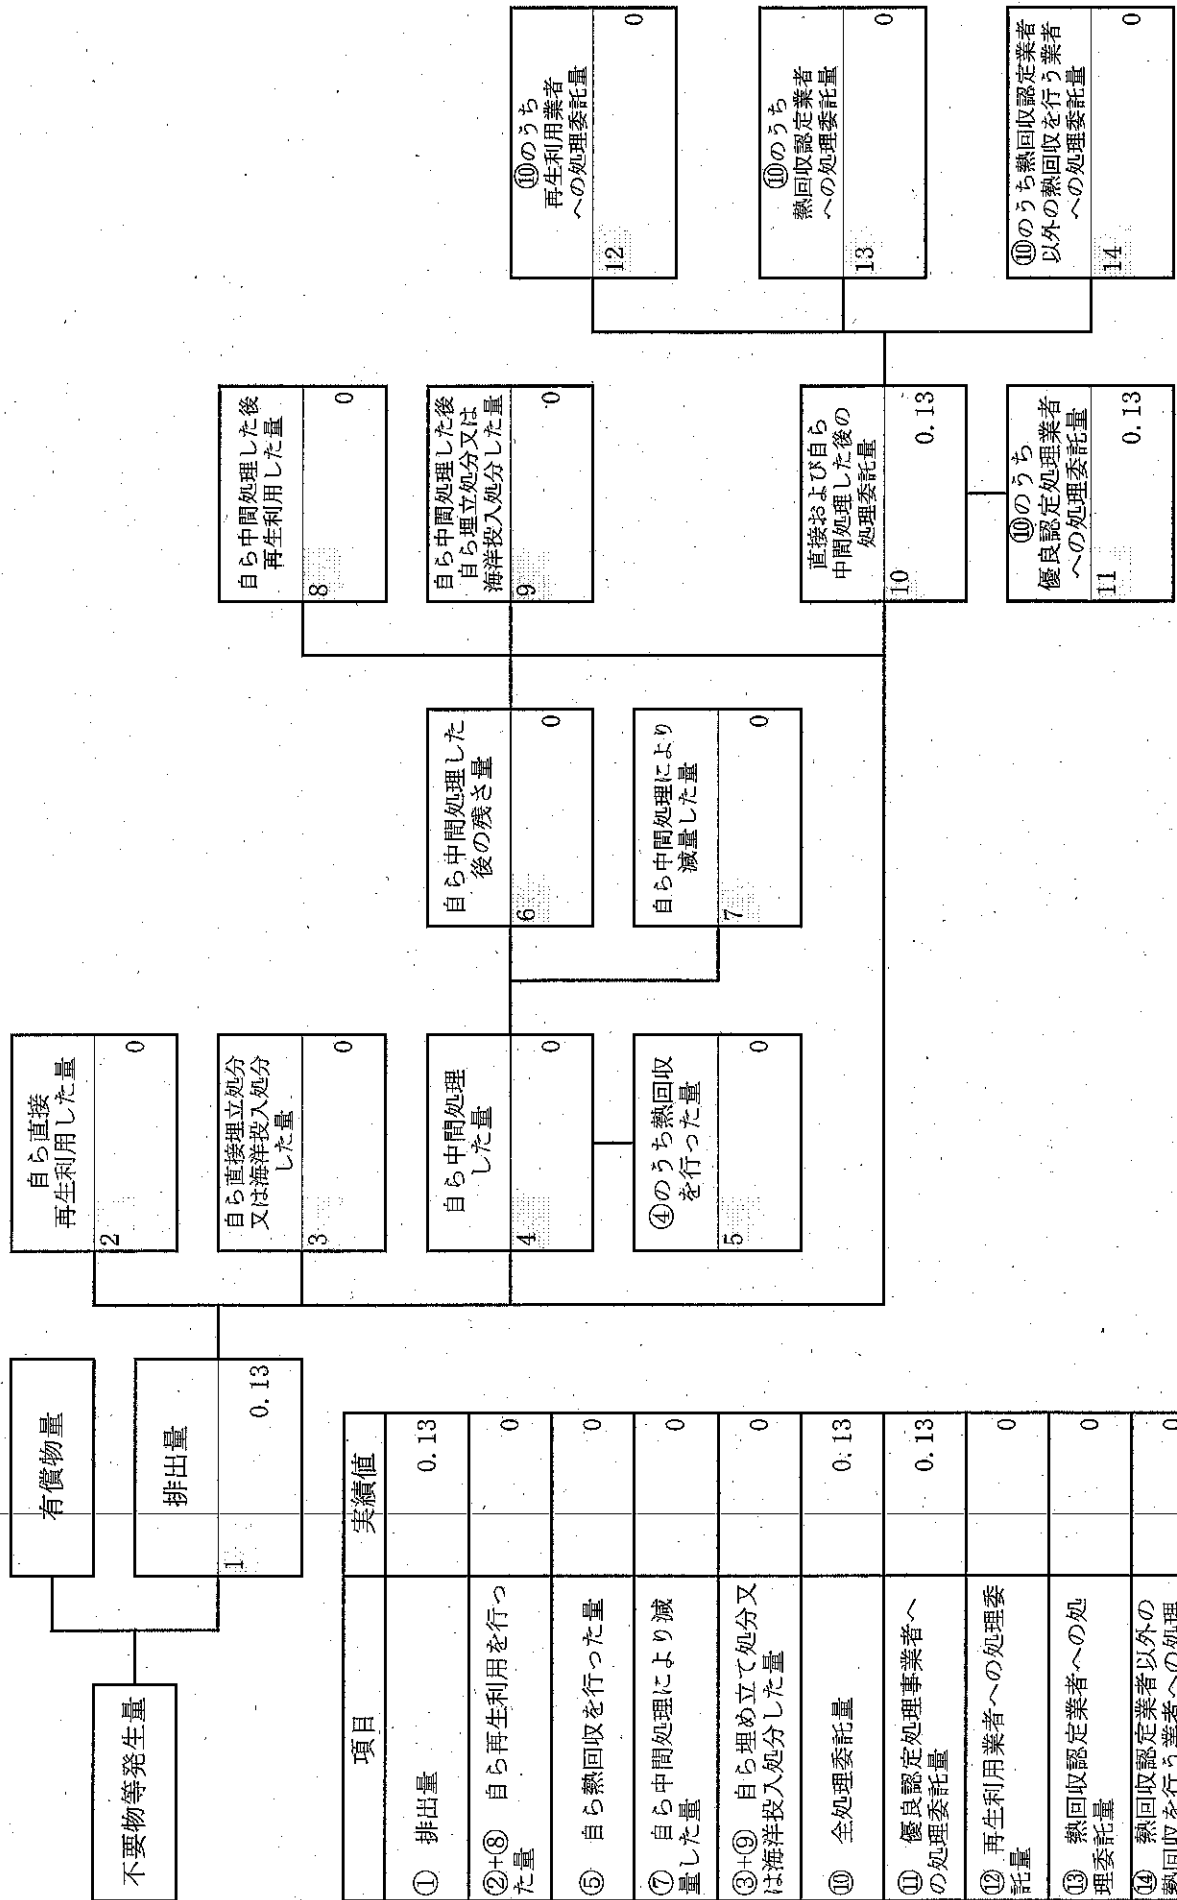 不要物等発生量
有償物量
排出量
1
0.13
自ら直接
再生利用した量
2
0
自ら直接埋立処分
又は海洋投入処分
した量
3
0
自ら中間処理
した量
4
0
④のうち熱回収
を行った量
5
0
自ら中間処理した
後の残さ量
6
0
自ら中間処理により
減量した量
7
0
自ら中間処理した後
再生利用した量
8
0
自ら中間処理した後
自ら埋立処分又は
海洋投入処分した量
9
0
直接および自ら
中間処理した後の
処理委託量
10
0.13
⑩のうち
優良認定処理業者
への処理委託量
11
0.13
⑩のうち
再生利用業者
への処理委託量
12
0
⑩のうち
熱回収認定業者
への処理委託量
13
0
⑩のうち熱回収認定業者
以外の熱回収を行う業者
への処理委託量
14
0
項目 実績値
① 排出量 0.13
②+⑧ 自ら再生利用を行っ
た量 0
⑤ 自ら熱回収を行った量 0
⑦ 自ら中間処理により減
量した量 0
③+⑨ 自ら埋め立て処分又
は海洋投入処分した量 0
⑩ 全処理委託量 0.13
⑪ 優良認定処理事業者へ
の処理委託量 0.13
⑫ 再生利用業者への処理委
託量 0
⑬ 熱回収認定業者への処
理委託量 0
⑭ 熱回収認定業者以外の
熱回収を行う業者への処理 0